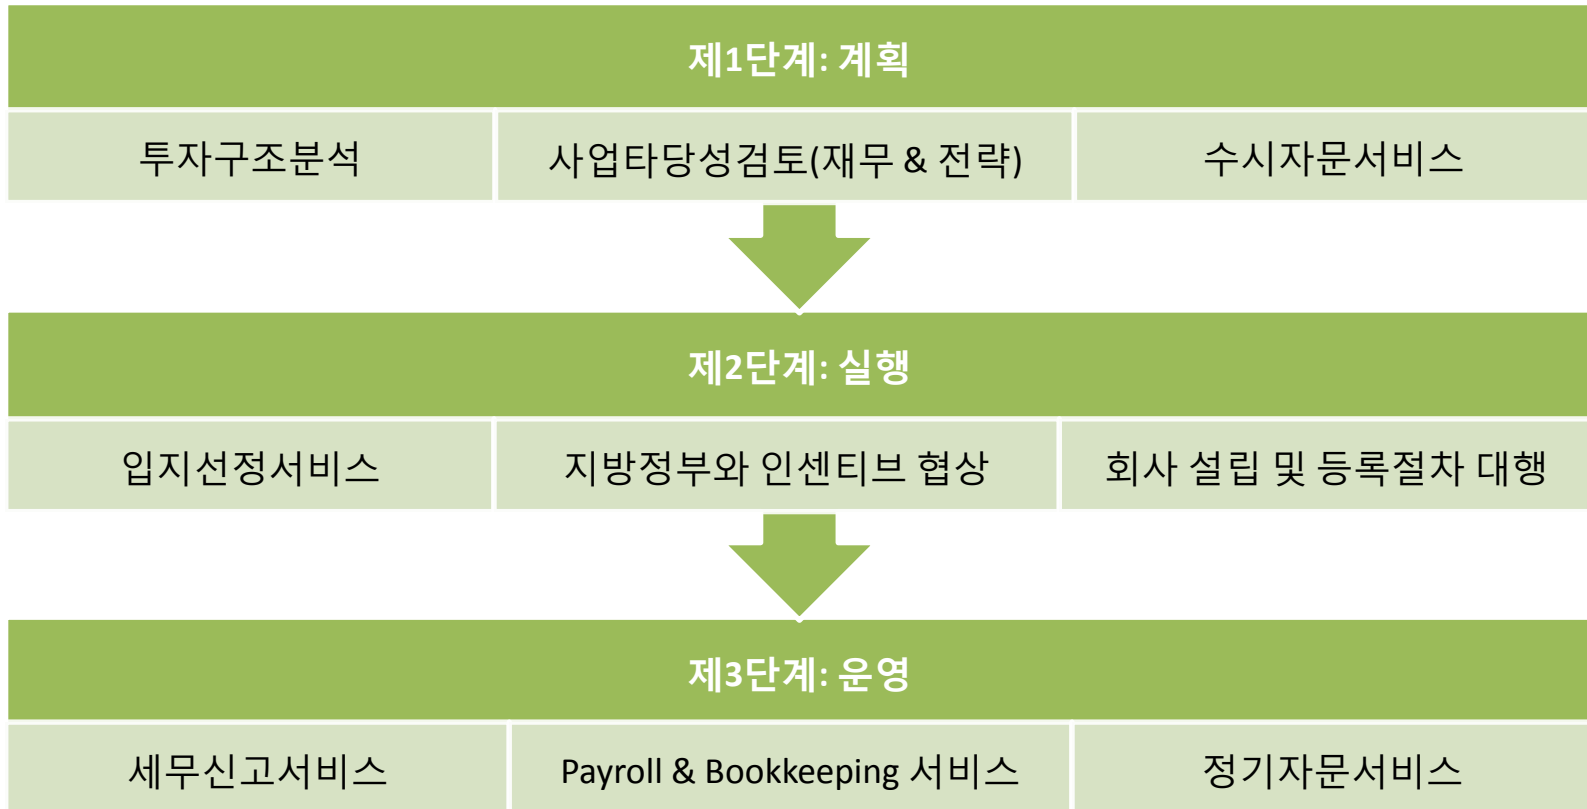 제1단계: 계획
투자구조분석
사업타당성검토(재무 & 전략)
수시자문서비스
제2단계: 실행
입지선정서비스
지방정부와 인센티브 협상
회사 설립 및 등록절차 대행
제3단계: 운영
세무신고서비스
Payroll & Bookkeeping 서비스
정기자문서비스